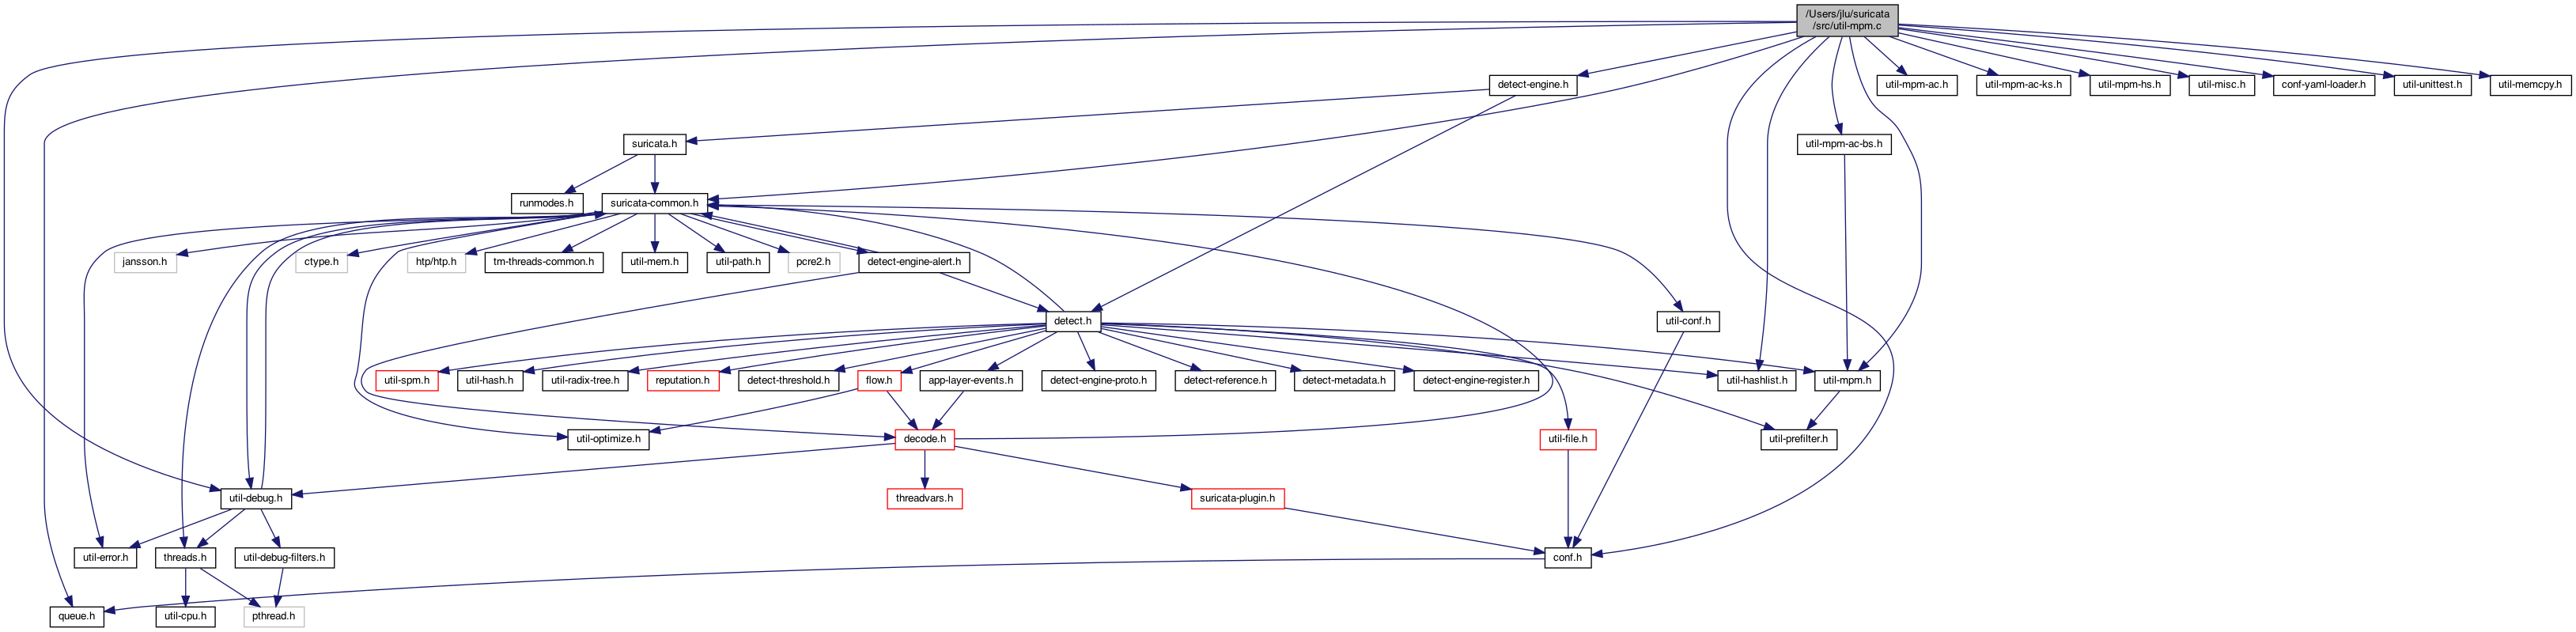 /Users/jlu/suricata
/src/util-mpm.c
detect-engine.h
util-mpm-ac.h
util-mpm-ac-ks.h
util-mpm-hs.h
util-misc.h
conf-yaml-loader.h
util-unittest.h
util-memcpy.h
suricata.h
util-mpm-ac-bs.h
runmodes.h
suricata-common.h
jansson.h
ctype.h
htp/htp.h
tm-threads-common.h
util-mem.h
util-path.h
pcre2.h
detect-engine-alert.h
detect.h
util-conf.h
util-spm.h
util-hash.h
util-radix-tree.h
reputation.h
detect-threshold.h
flow.h
app-layer-events.h
detect-engine-proto.h
detect-reference.h
detect-metadata.h
detect-engine-register.h
util-hashlist.h
util-mpm.h
util-optimize.h
decode.h
util-file.h
util-prefilter.h
util-debug.h
threadvars.h
suricata-plugin.h
util-error.h
threads.h
util-debug-filters.h
conf.h
queue.h
util-cpu.h
pthread.h